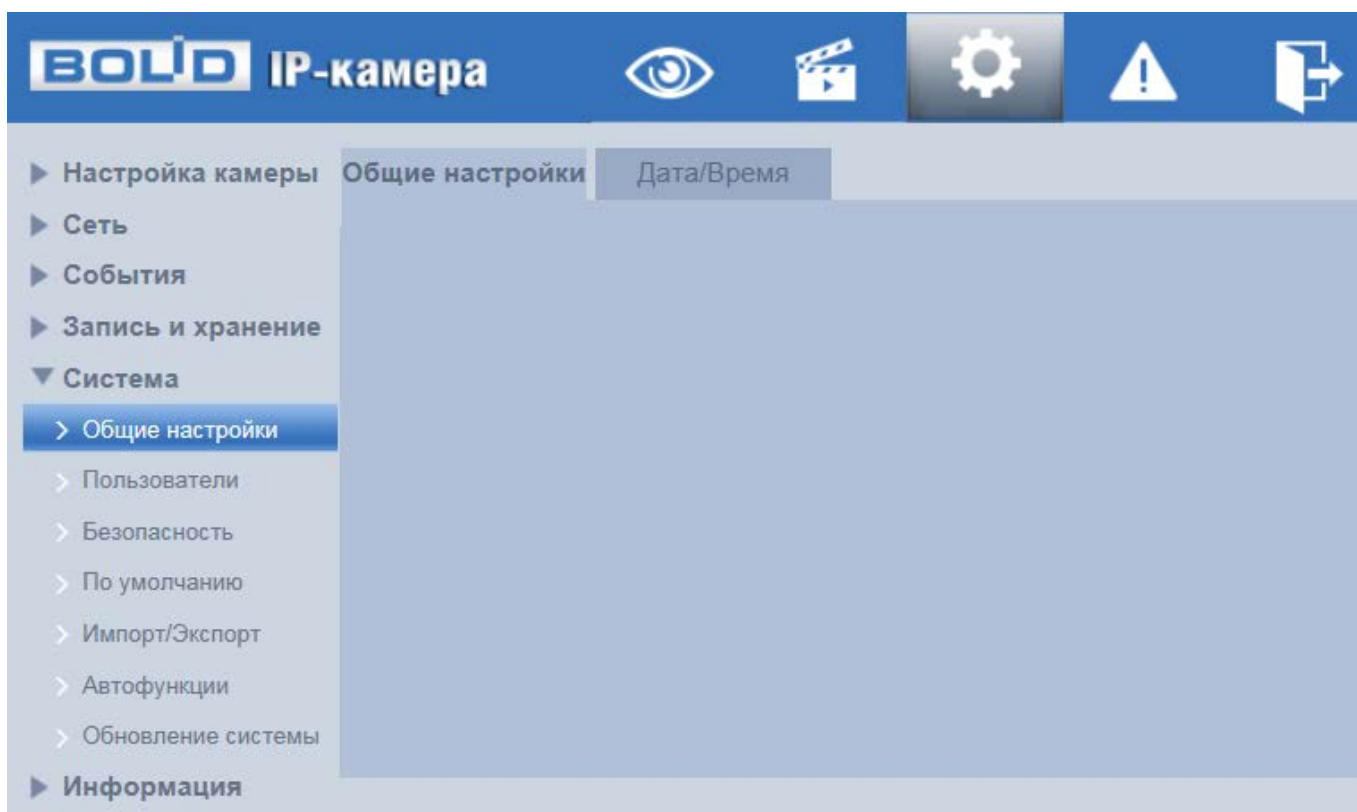 BOLID IP-камера
Настройка камеры
Общие настройки
Дата/Время
Сеть
События
Запись и хранение
Система
Общие настройки
Пользователи
Безопасность
По умолчанию
Импорт/Экспорт
Автофункции
Обновление системы
Информация